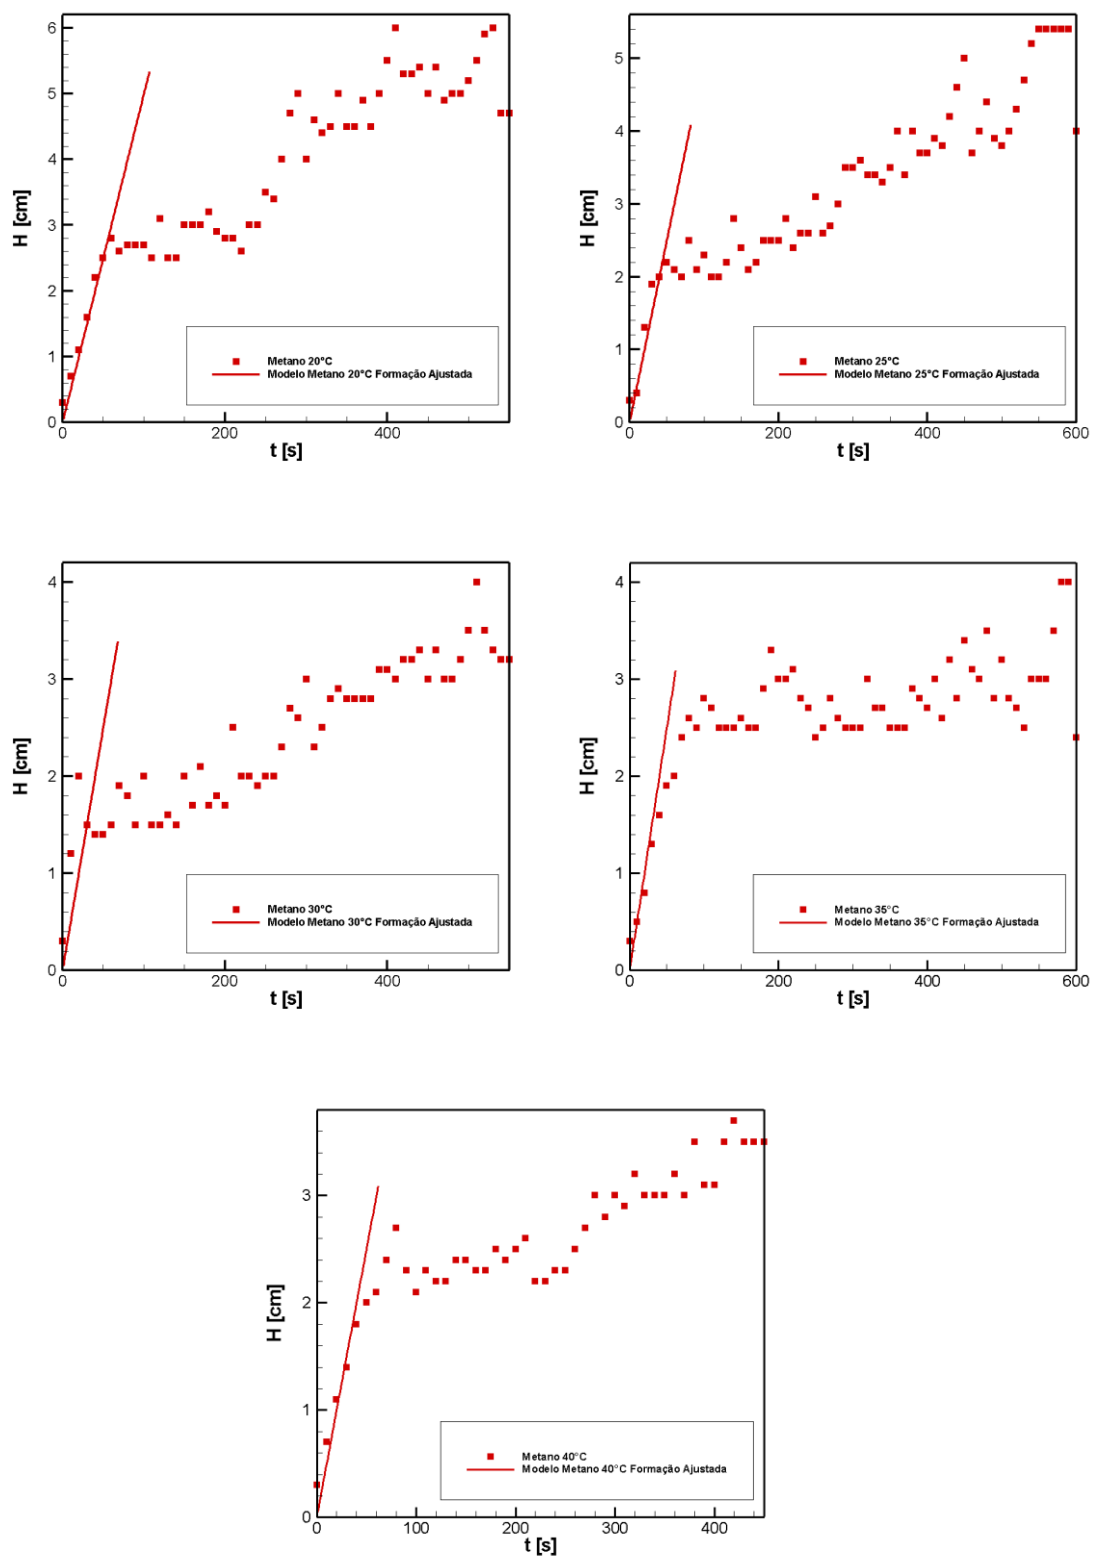 6
5
4
3
2
1
0
H [cm]
0
200
400
t [s]
Metano 20°C
Modelo Metano 20°C Formação Ajustada
5
4
3
2
1
0
H [cm]
0
200
400
600
t [s]
Metano 25°C
Modelo Metano 25°C Formação Ajustada
4
3
2
1
0
H [cm]
0
200
400
t [s]
Metano 30°C
Modelo Metano 30°C Formação Ajustada
4
3
2
1
0
H [cm]
0
200
400
600
t [s]
Metano 35°C
Modelo Metano 35°C Formação Ajustada
3
2
1
0
H [cm]
0
100
200
300
400
t [s]
Metano 40°C
Modelo Metano 40°C Formação Ajustada